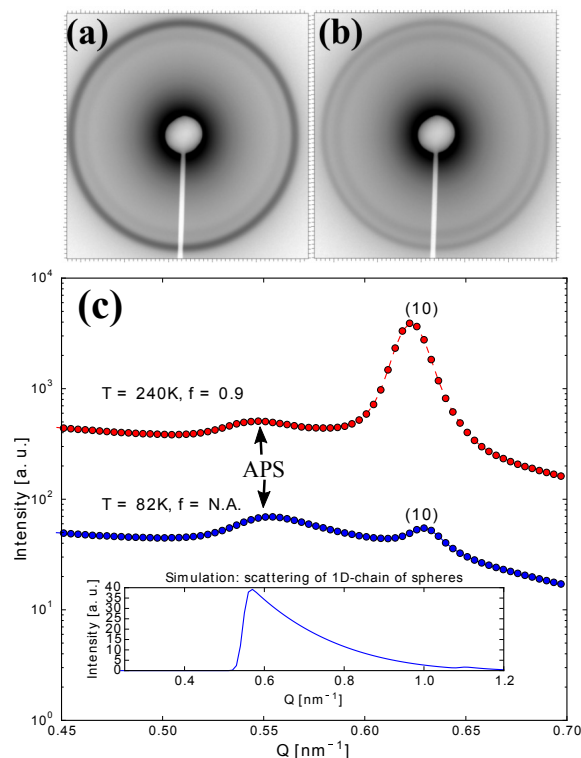 (a) (b)
(c)
10⁴
10³
10²
10¹
10⁰
Intensity [a. u.]
(10)
T = 240K, f = 0.9
APS
T = 82K, f = N.A.
(10)
Simulation: scattering of 1D-chain of spheres
40
35
30
25
20
15
10
5
0
Intensity [a. u.]
0.4 0.6 0.8 1.0 1.2
Q [nm⁻¹]
0.45 0.50 0.55 0.60 0.65 0.70
Q [nm⁻¹]